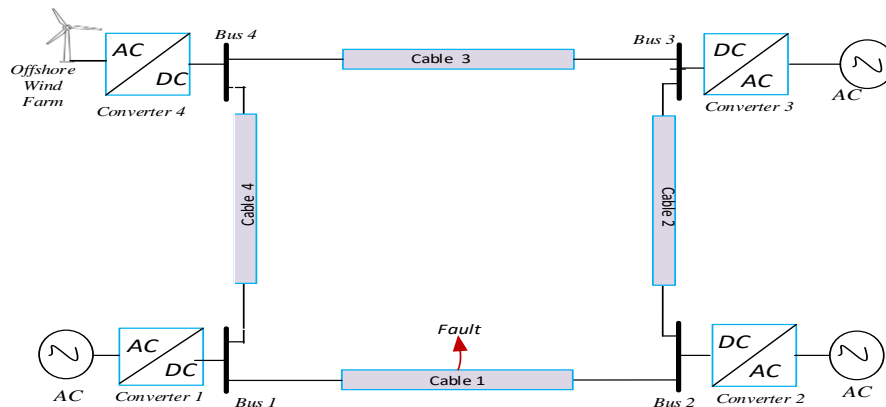 Bus 4
Cable 3
Bus 3
AC
DC
Offshore
Wind
Farm
Converter 4
DC
AC
Converter 3
AC
Cable 4
Cable 2
Fault
AC
DC
AC
Converter 1
Bus 1
Cable 1
Bus 2
DC
AC
Converter 2
AC